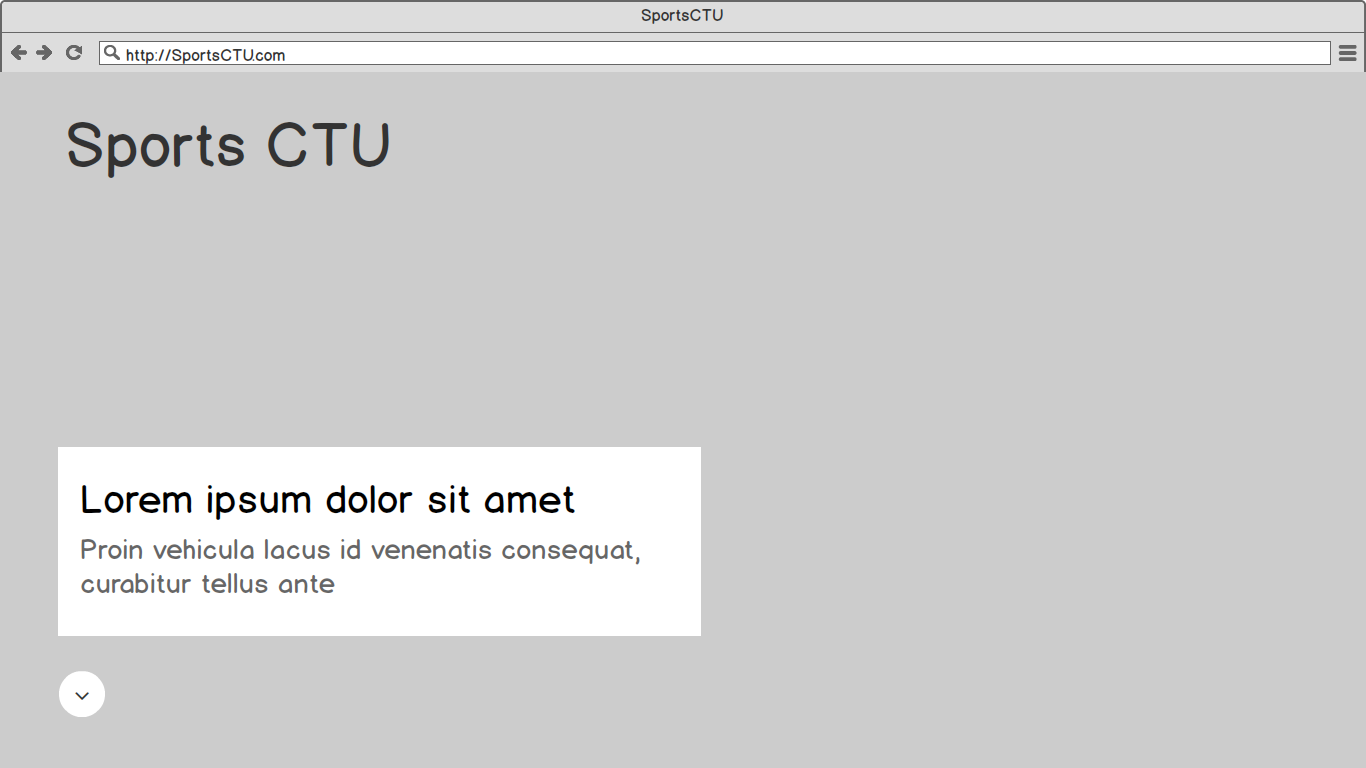 SportsCTU
http://SportsCTU.com
Sports CTU
Lorem ipsum dolor sit amet
Proin vehicula lacus id venenatis consequat,
curabitur tellus ante